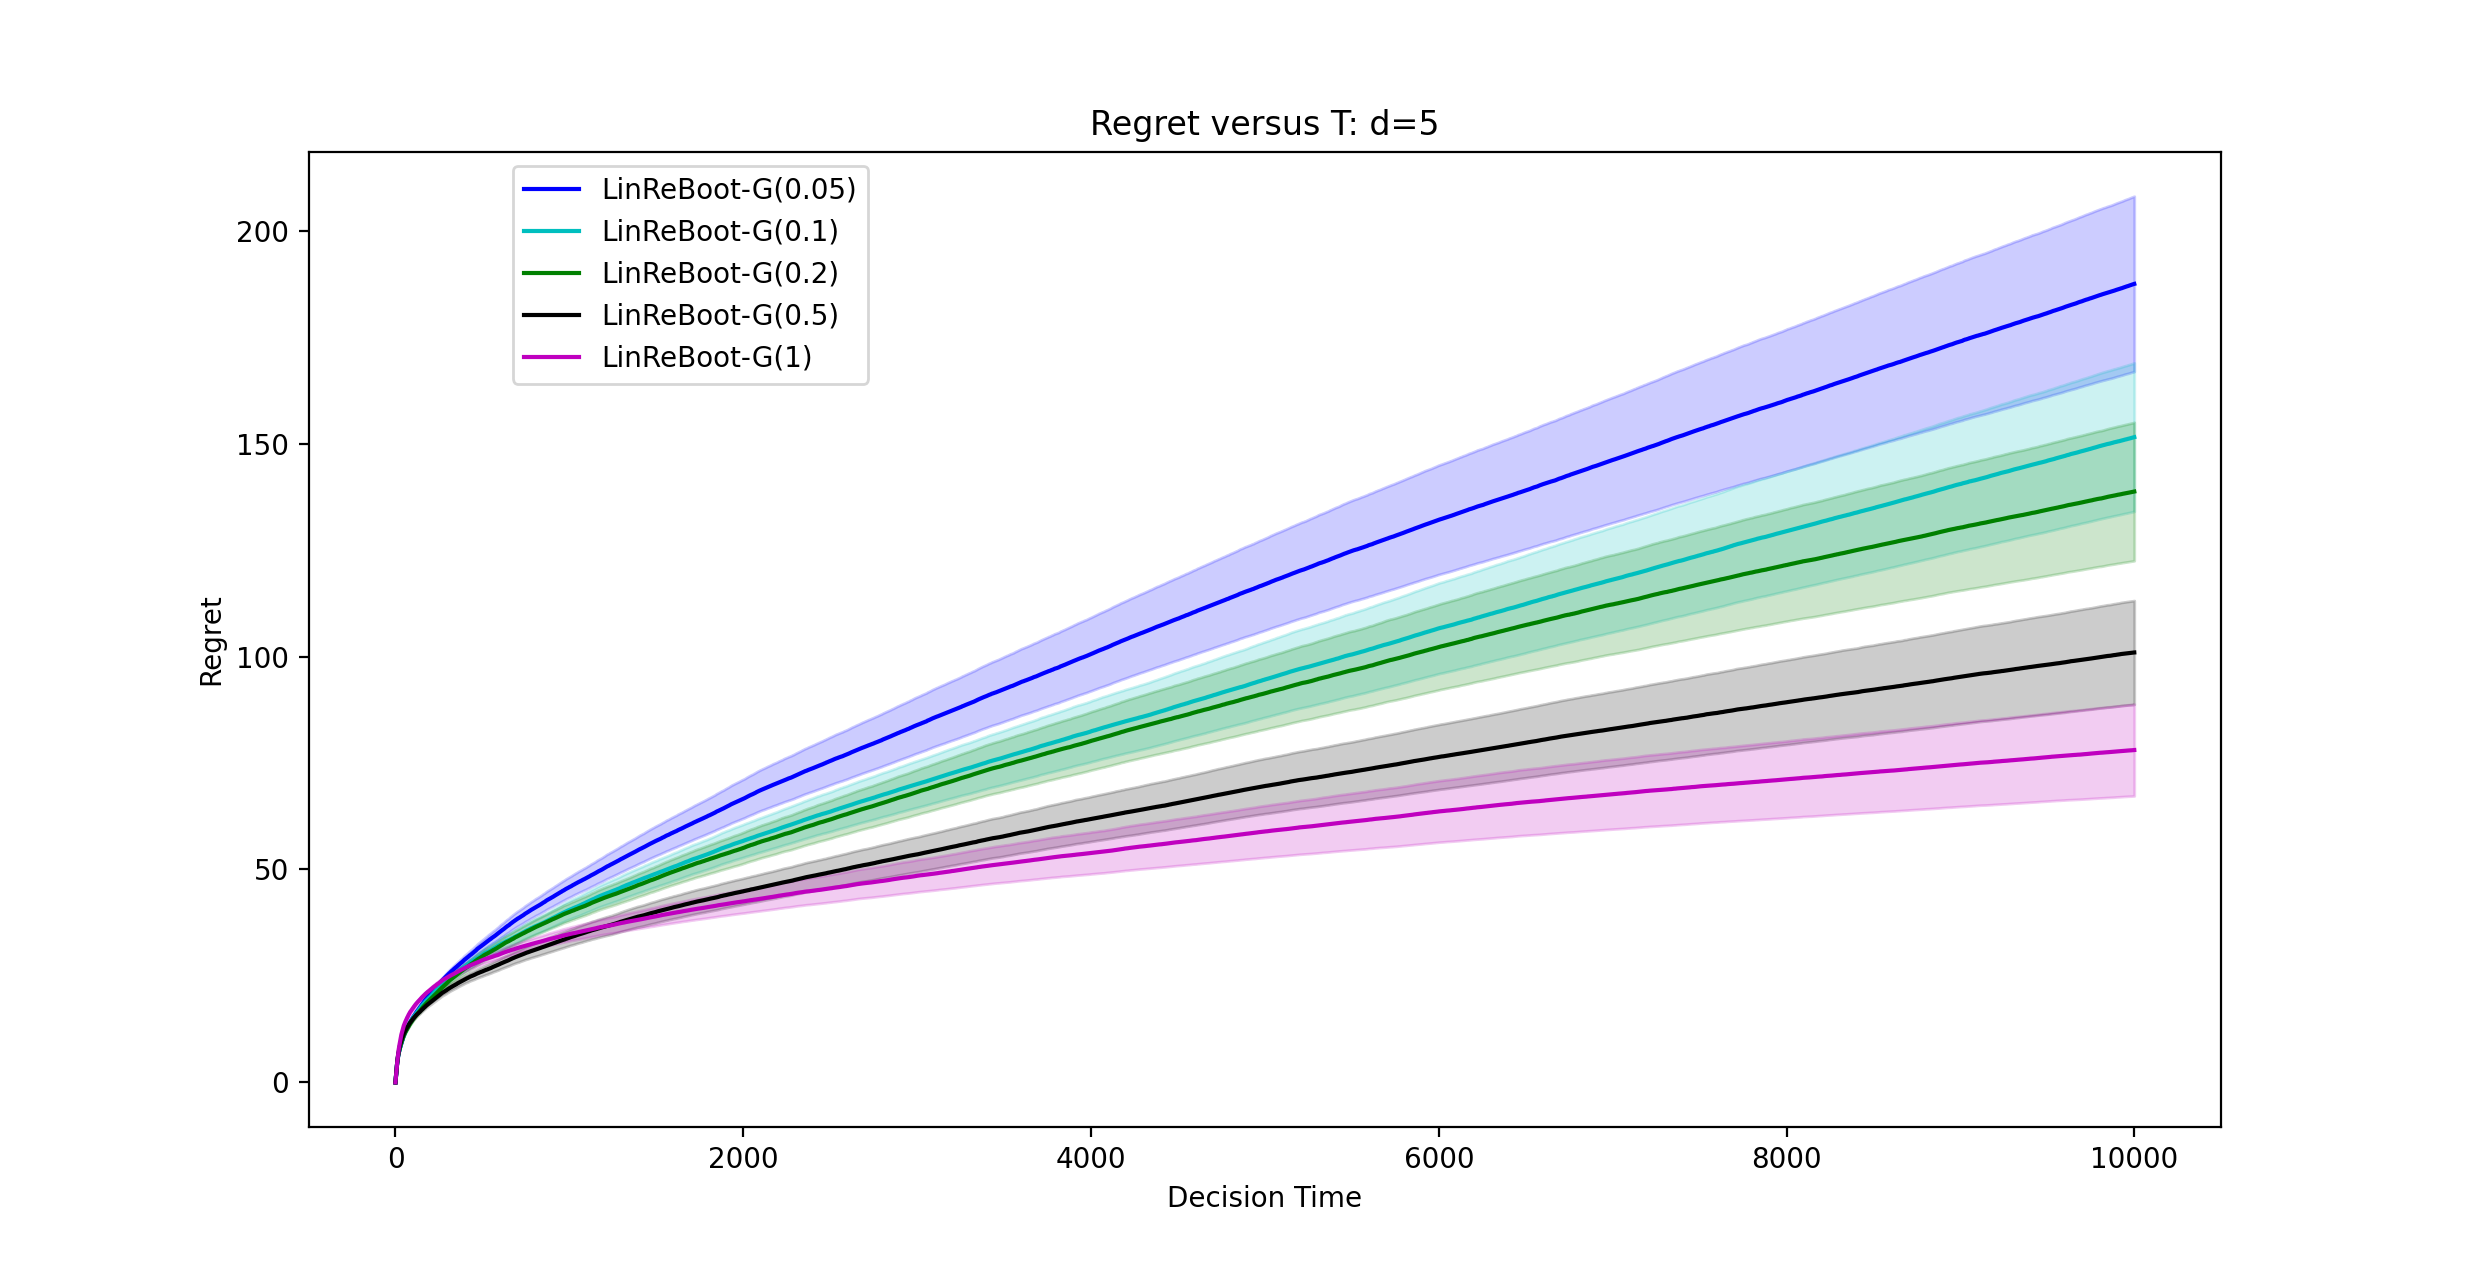 Regret versus T: d=5
LinReBoot-G(0.05)
LinReBoot-G(0.1)
LinReBoot-G(0.2)
LinReBoot-G(0.5)
LinReBoot-G(1)
200
150
100
50
0
Regret
0 2000 4000 6000 8000 10000
Decision Time